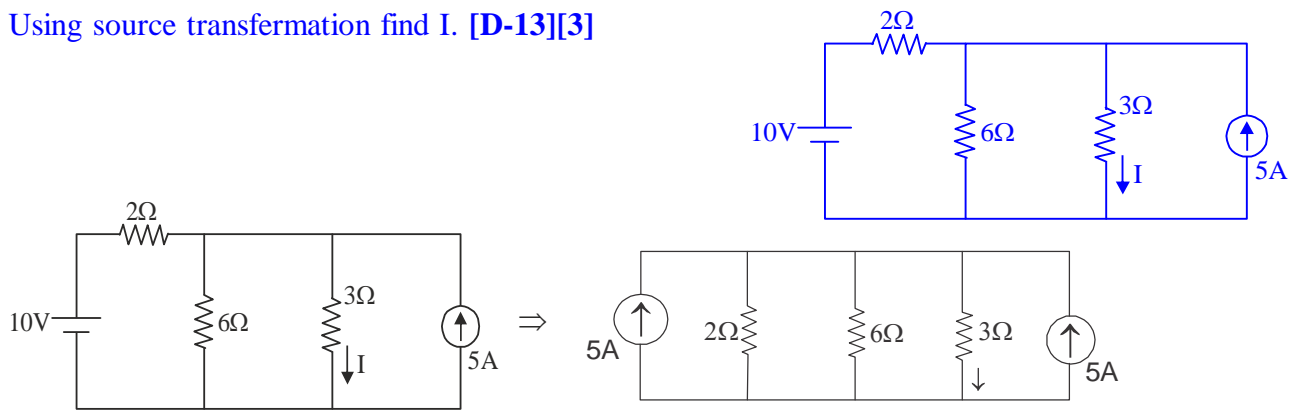 Using source transfermation find I. [D-13][3]
2Ω
10V
6Ω
3Ω
I
5A
2Ω
10V
6Ω
3Ω
I
5A
⇒
5A
2Ω
6Ω
3Ω
5A